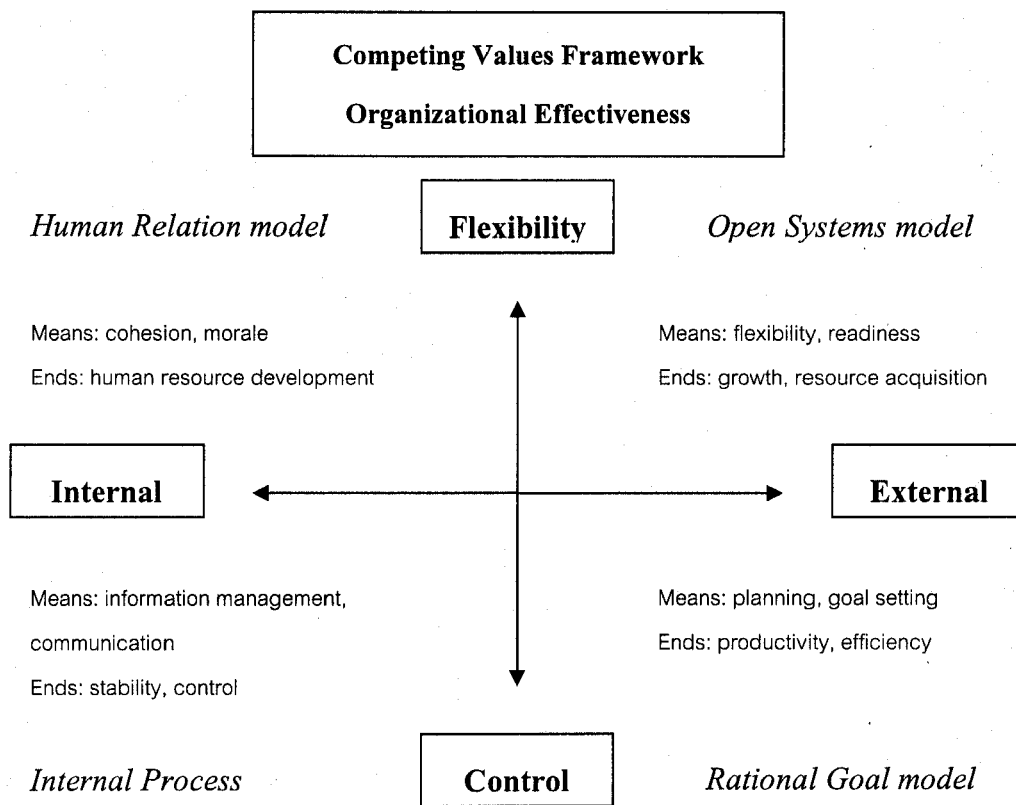 Competing Values Framework
Organizational Effectiveness
Human Relation model
Flexibility
Open Systems model
Means: cohesion, morale
Ends: human resource development
Means: flexibility, readiness
Ends: growth, resource acquisition
Internal
External
Means: information management,
communication
Ends: stability, control
Means: planning, goal setting
Ends: productivity, efficiency
Internal Process
Control
Rational Goal model